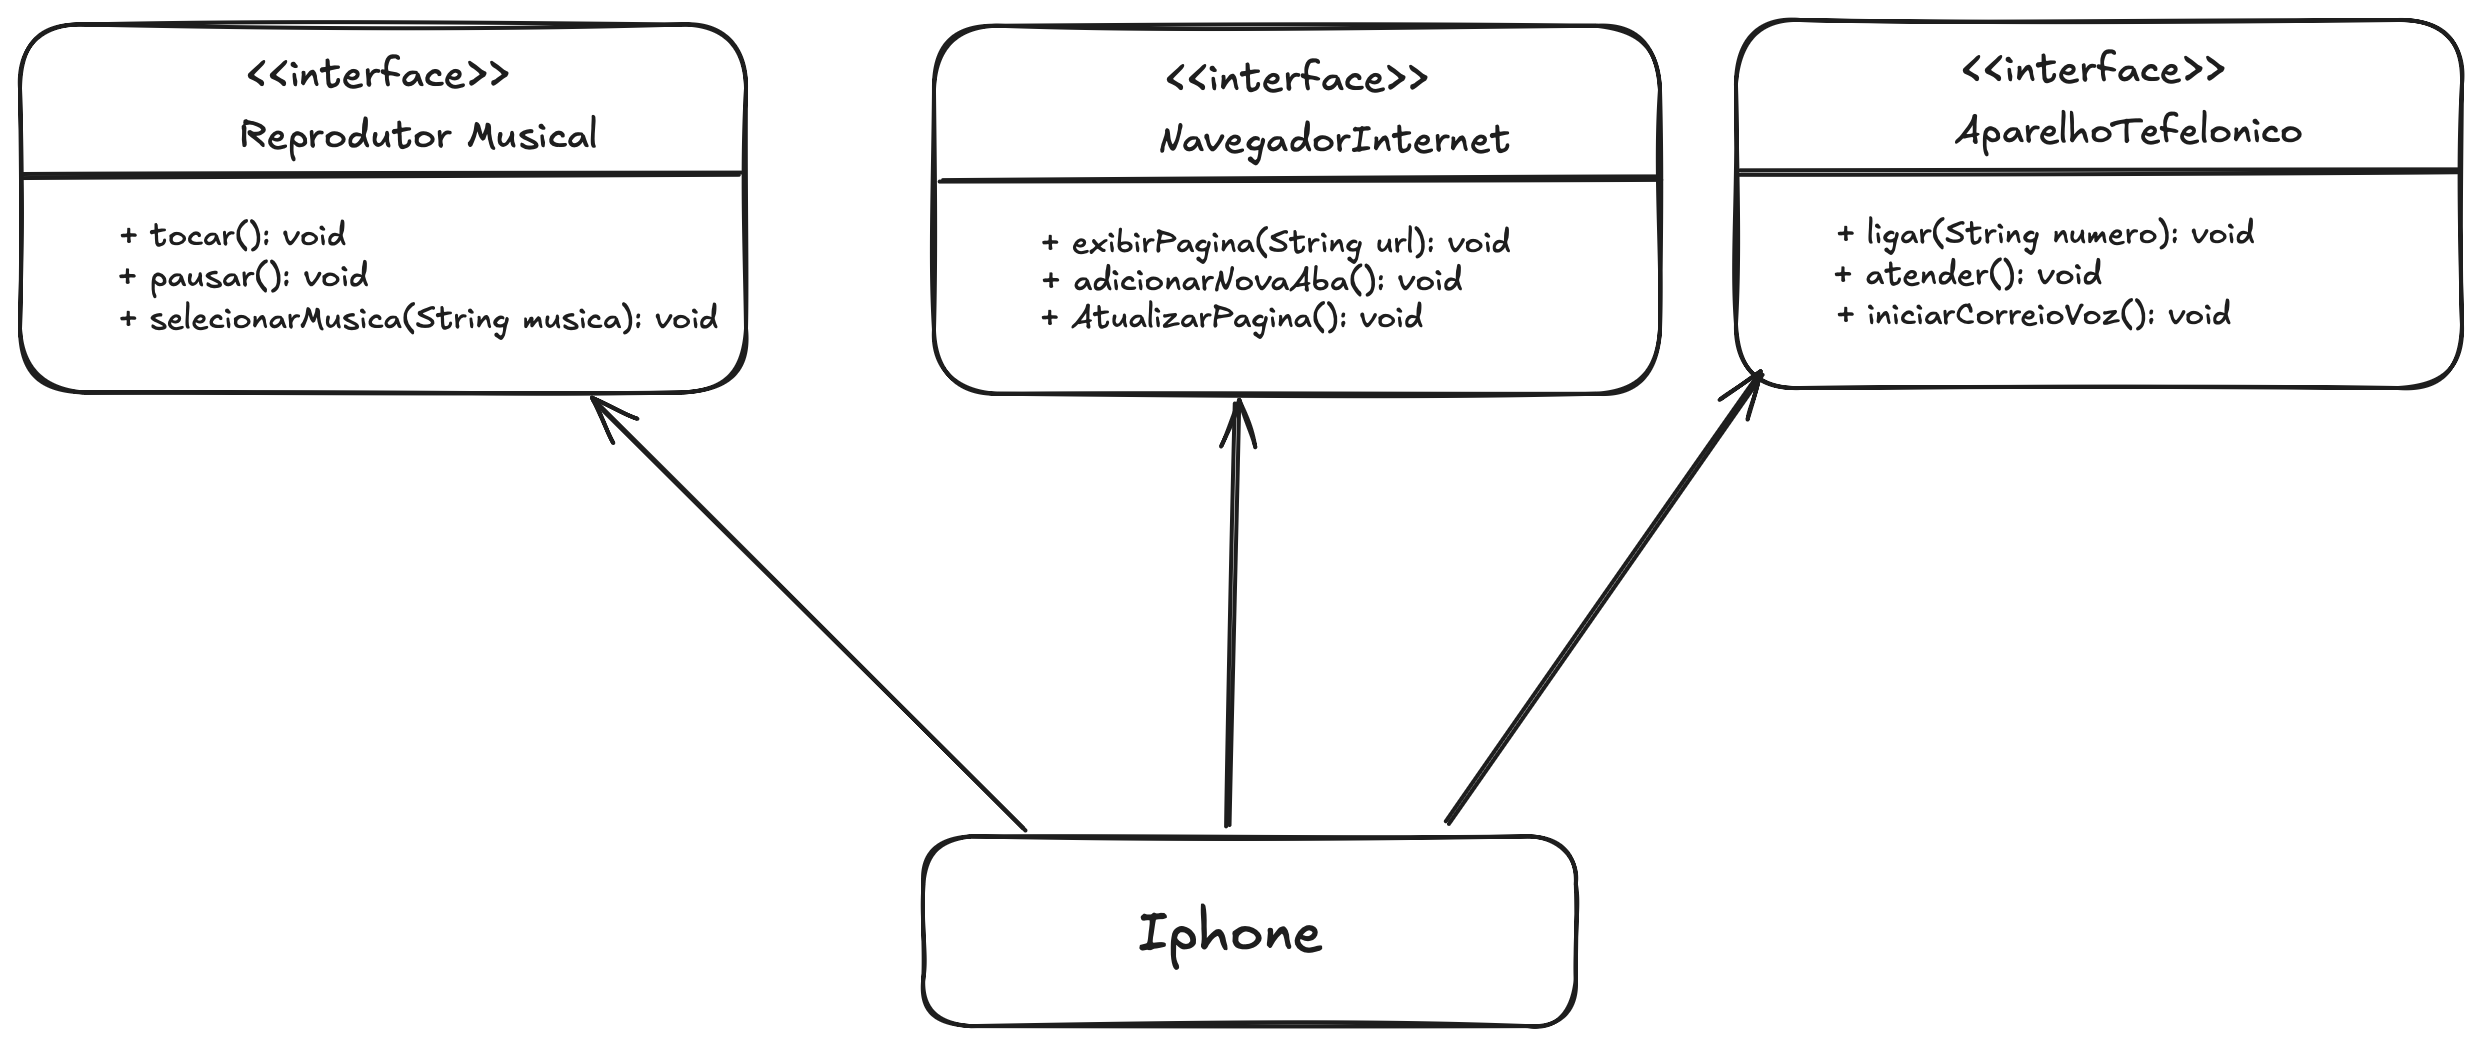 <<interface>>
Reprodutor Musical
+ tocar(): void
+ pausar(): void
+ selecionarMusica(String musica): void
<<interface>>
NavegadorInternet
+ exibirPagina(String url): void
+ adicionarNovaAba(): void
+ AtualizarPagina(): void
<<interface>>
AparelhoTefelonico
+ ligar(String numero): void
+ atender(): void
+ iniciarCorreioVoz(): void
Iphone